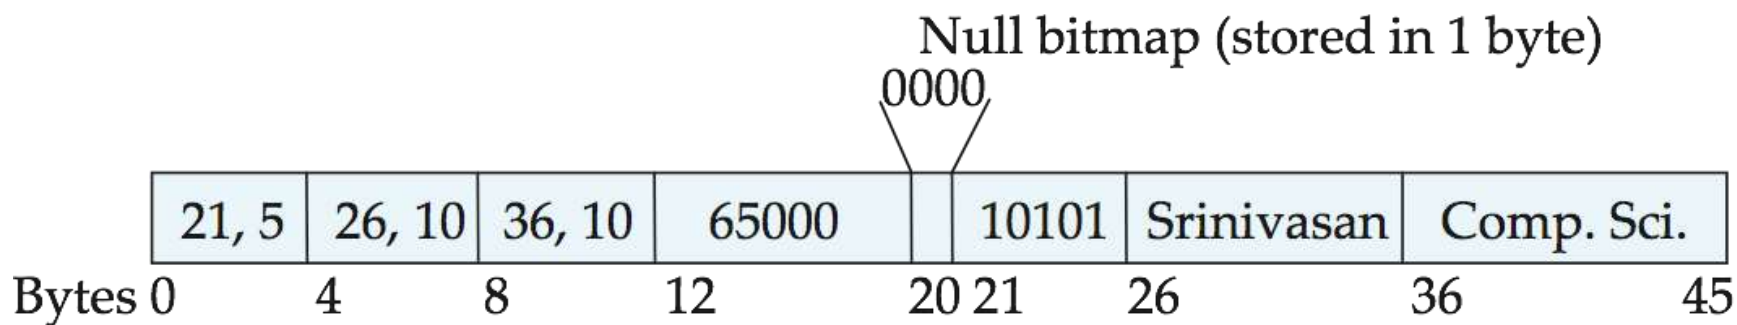 Null bitmap (stored in 1 byte)
0000
21, 5 26, 10 36, 10 65000 10101 Srinivasan Comp. Sci.
Bytes 0 4 8 12 20 21 26 36 45